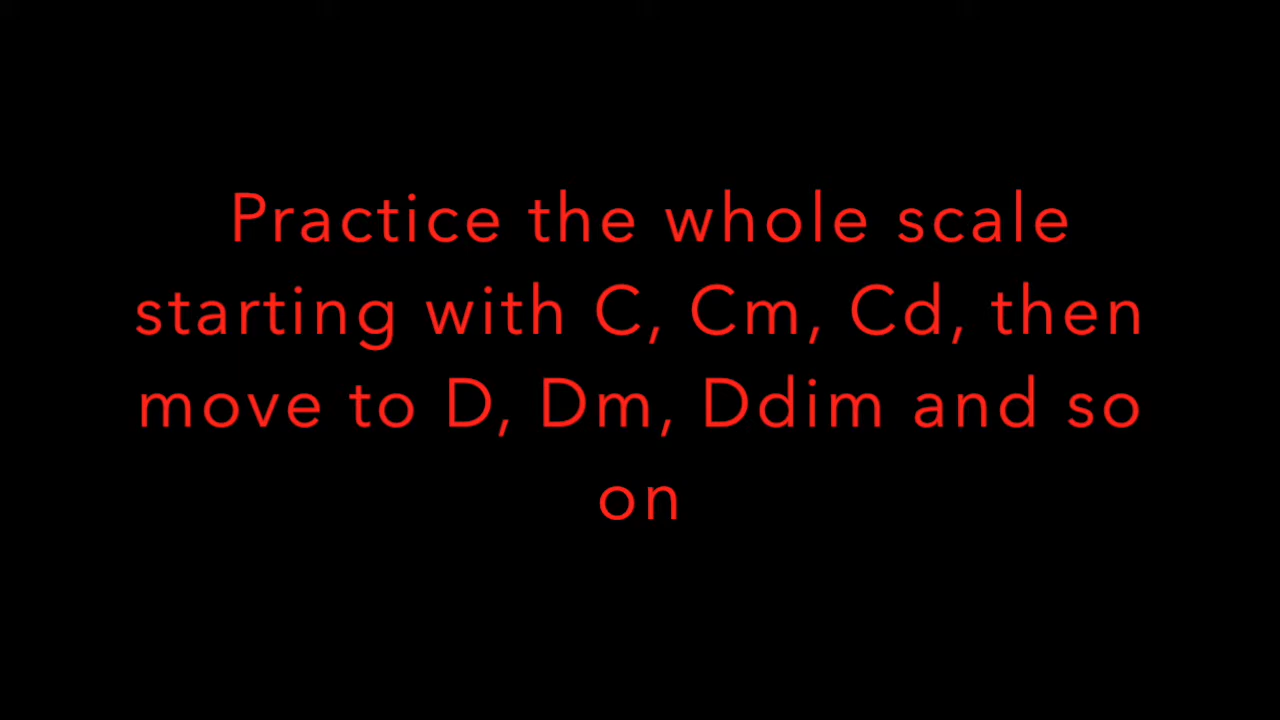 Practice the whole scale
starting with C, Cm, Cd, then
move to D, Dm, Ddim and so
on